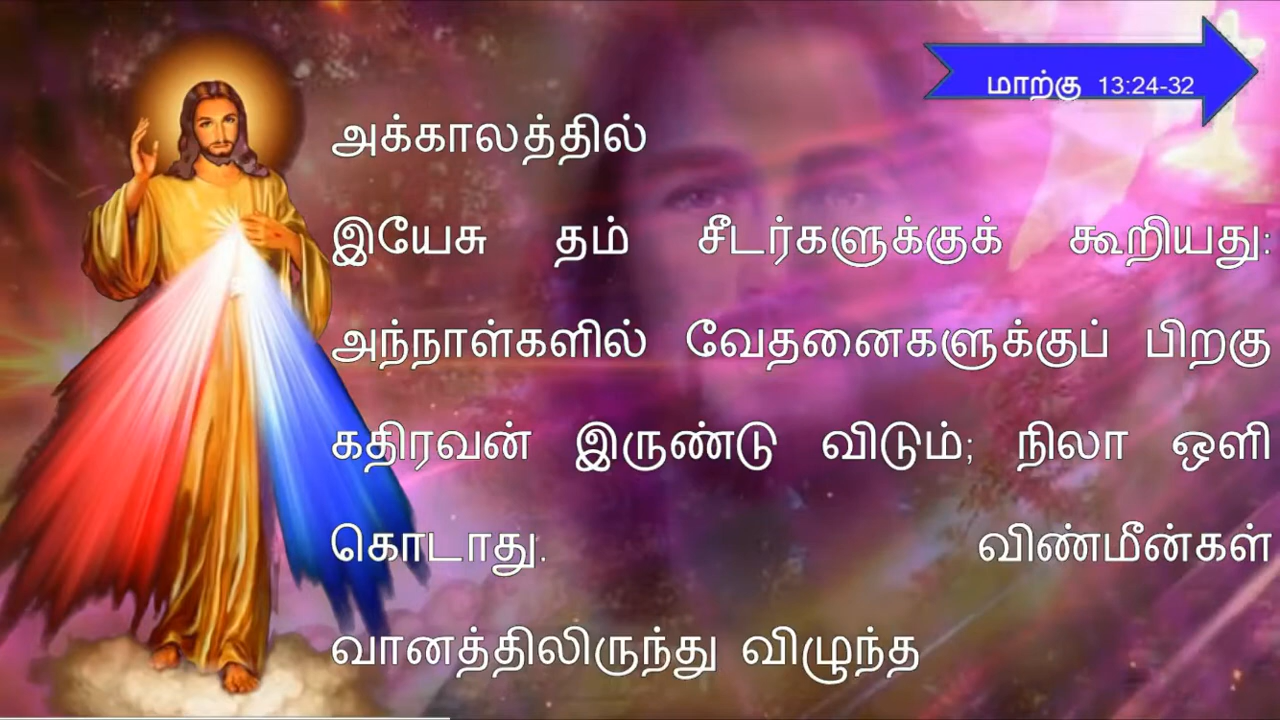 மாற்கு 13:24-32
அக்காலத்தில்
இயேசு தம் சீடர்களுக்குக் கூறியது:
அந்நாள்களில் வேதனைகளுக்குப் பிறகு
கதிரவன் இருண்டு விடும்; நிலா ஒளி
கொடாது. விண்மீன்கள்
வானத்திலிருந்து விழுந்த